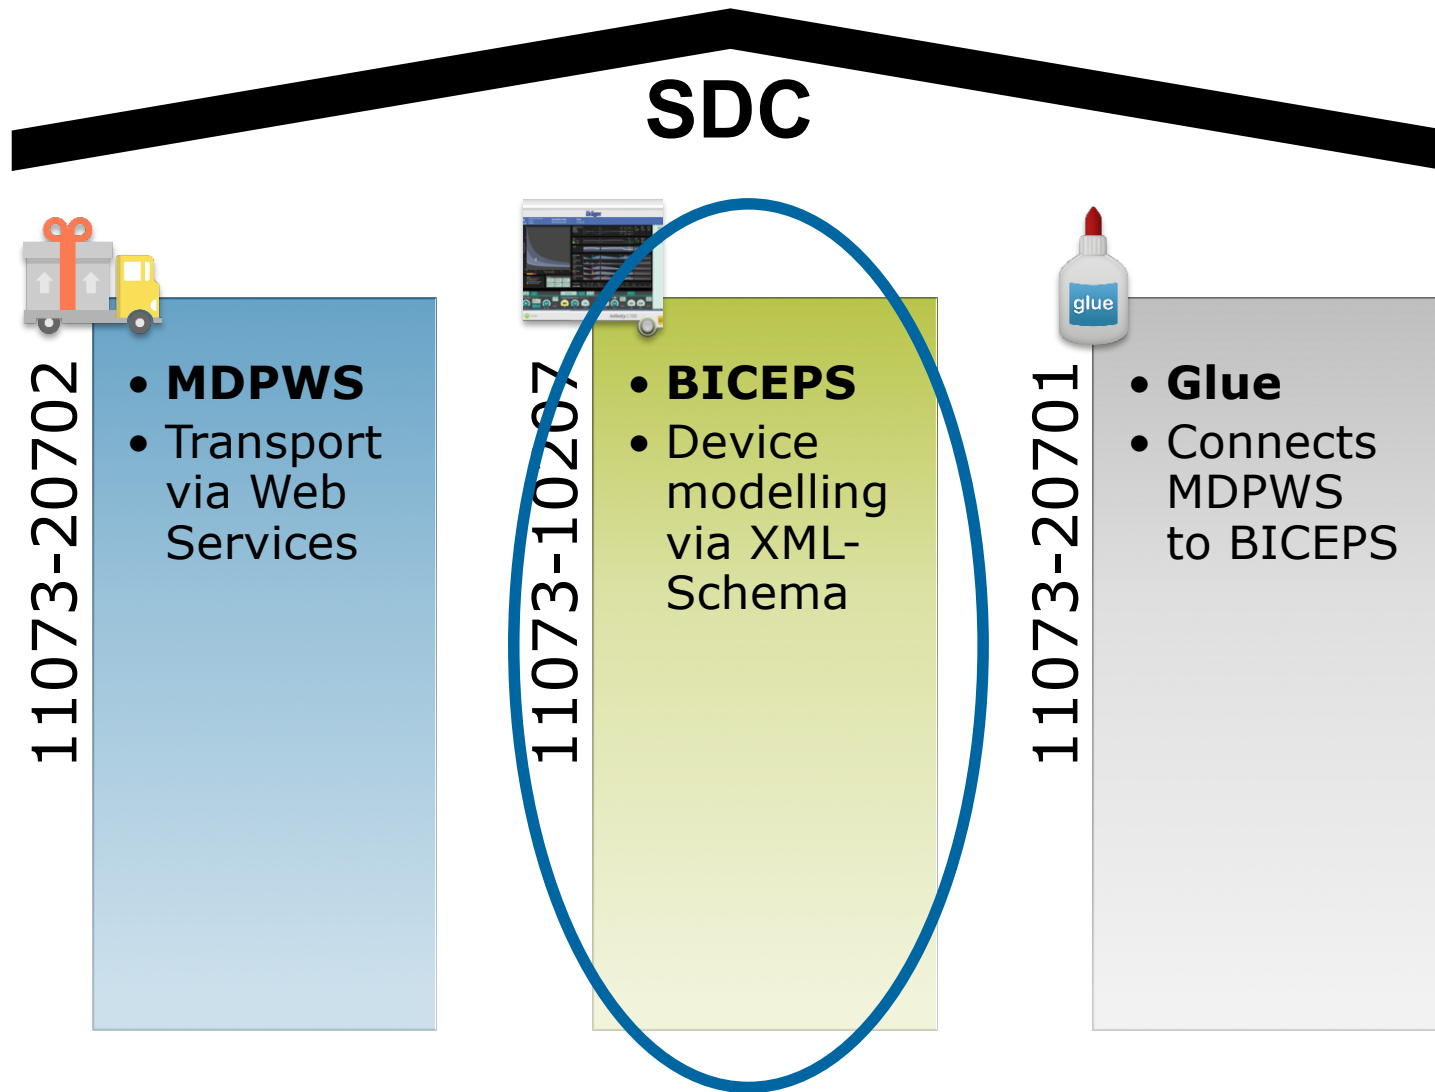 SDC
11073-20702
• MDPWS
• Transport
via Web
Services
Dräger
11073-10207
• BICEPS
• Device
modelling
via XML-
Schema
glue
11073-20701
• Glue
• Connects
MDPWS
to BICEPS